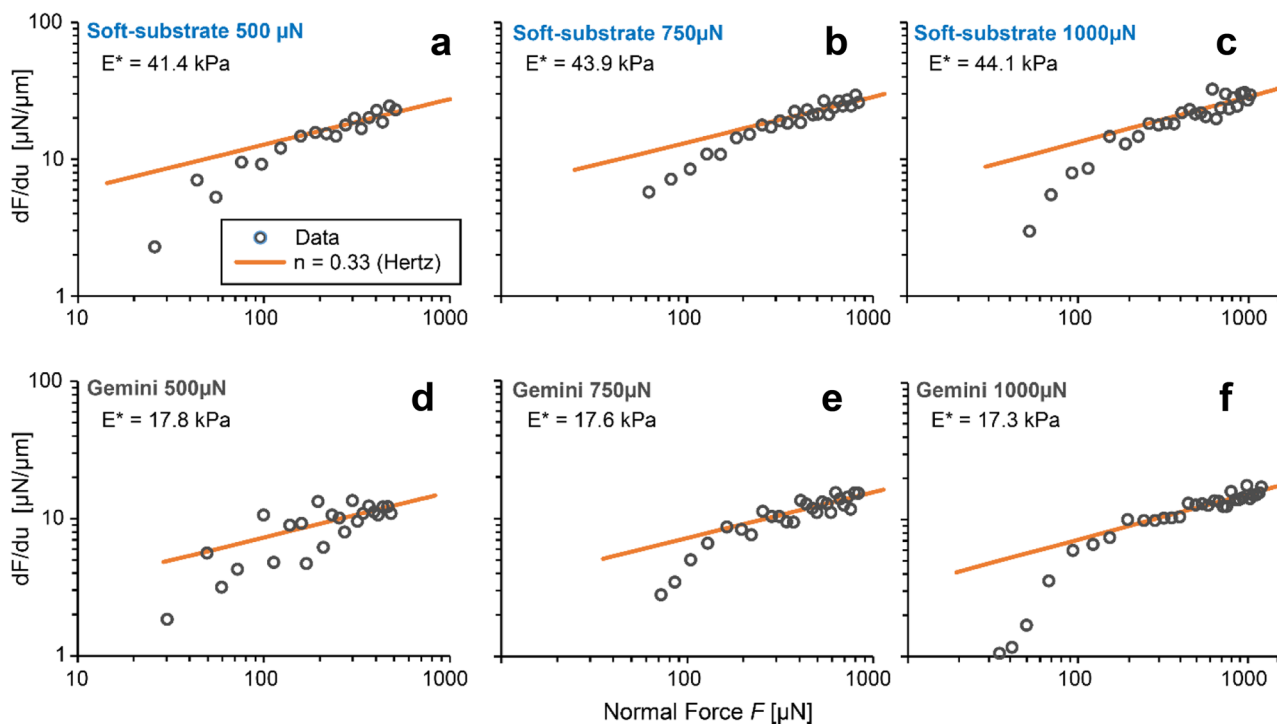 Soft-substrate 500 µN
a
E* = 41.4 kPa
Soft-substrate 750µN
b
E* = 43.9 kPa
Soft-substrate 1000µN
c
E* = 44.1 kPa
100
10
1
dF/du [µN/µm]
Data
n = 0.33 (Hertz)
10
100
1000
100
1000
100
1000
Gemini 500µN
d
E* = 17.8 kPa
Gemini 750µN
e
E* = 17.6 kPa
Gemini 1000µN
f
E* = 17.3 kPa
100
10
1
dF/du [µN/µm]
10
100
1000
100
1000
100
1000
Normal Force F [µN]